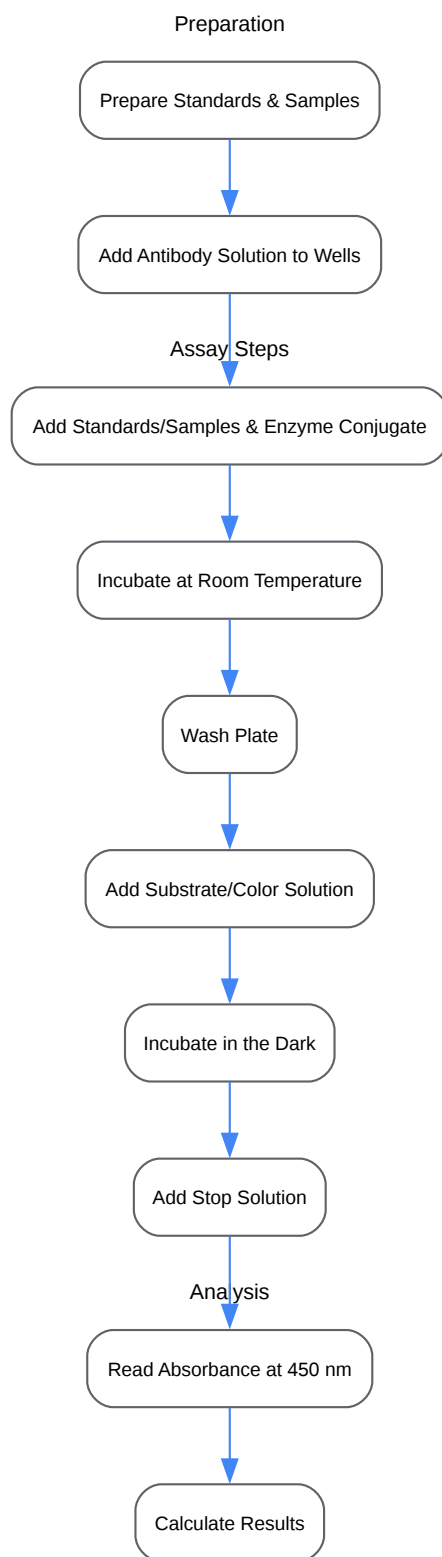 Preparation
Prepare Standards & Samples
Add Antibody Solution to Wells
Assay Steps
Add Standards/Samples & Enzyme Conjugate
Incubate at Room Temperature
Wash Plate
Add Substrate/Color Solution
Incubate in the Dark
Add Stop Solution
Analysis
Read Absorbance at 450 nm
Calculate Results